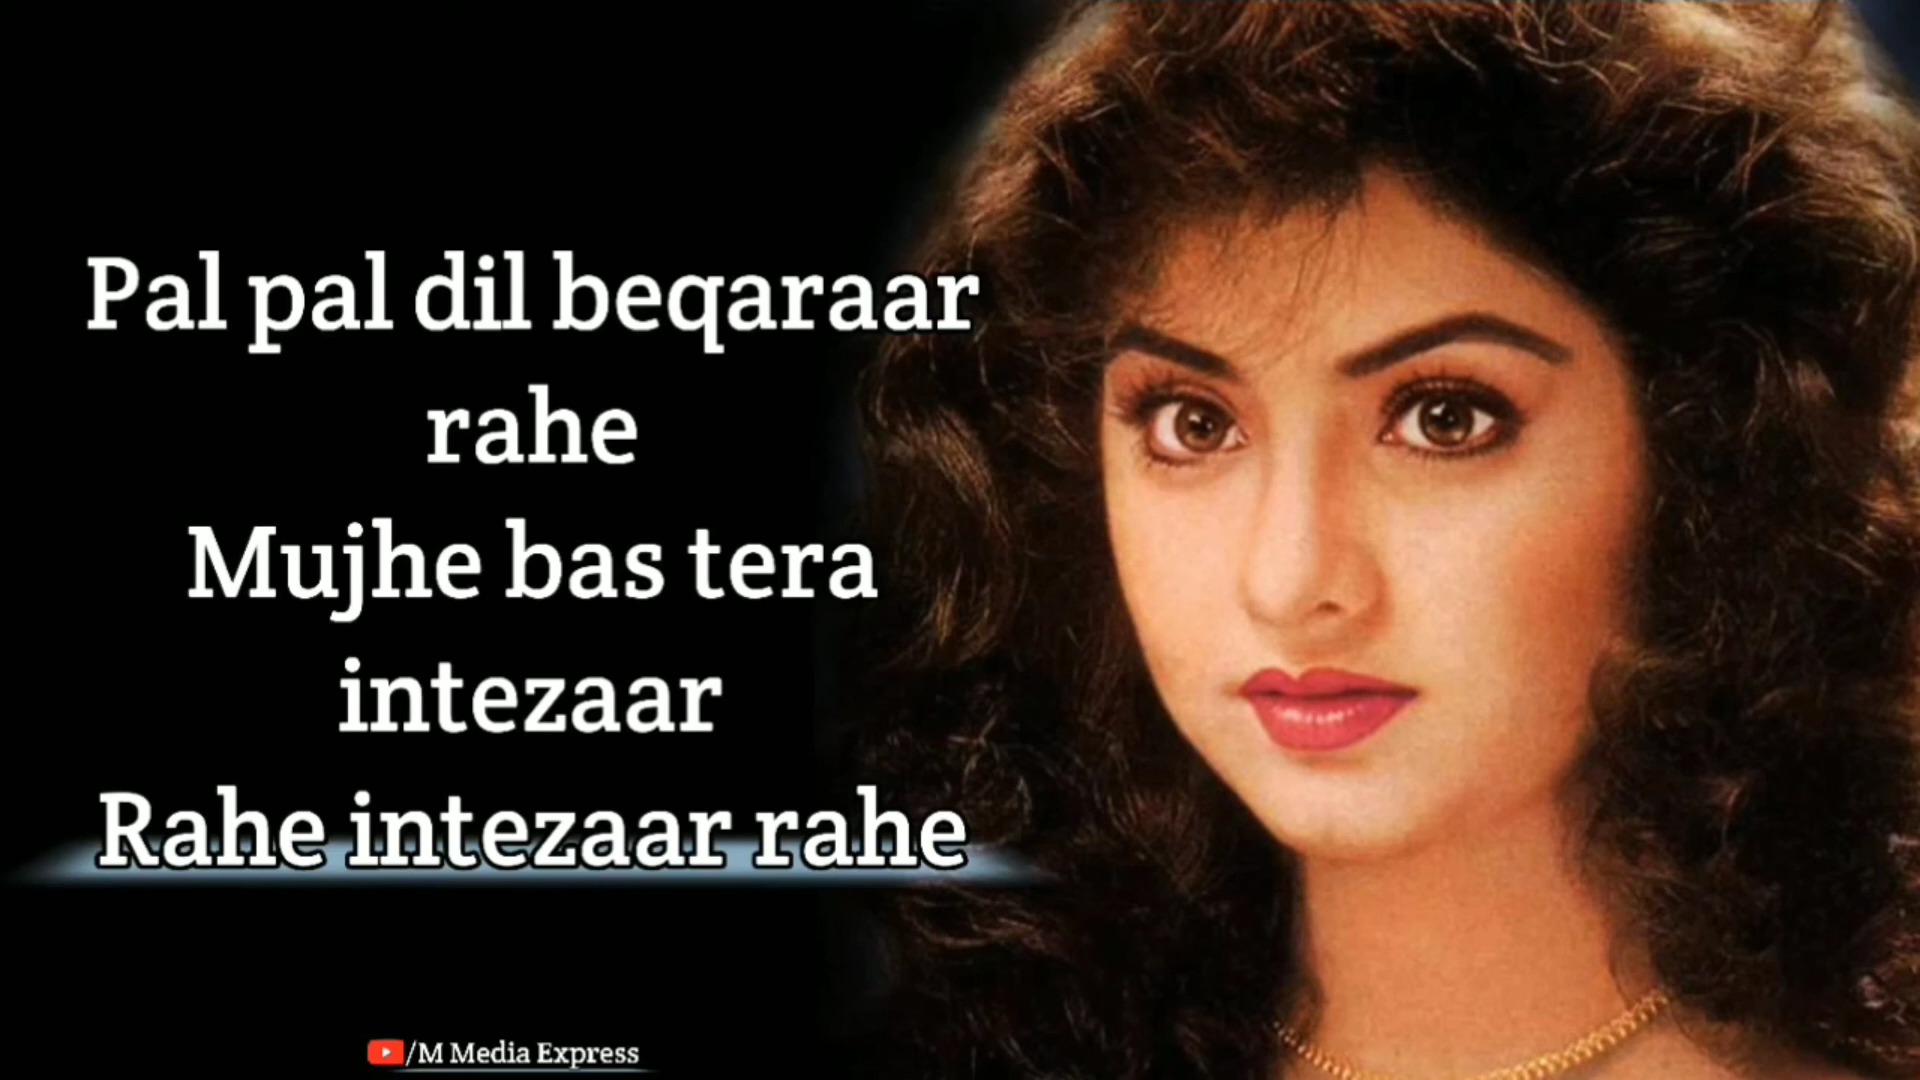 Pal pal dil beqaraar
rahe
Mujhe bas tera
intezaar
Rahe intezaar rahe
/M Media Express